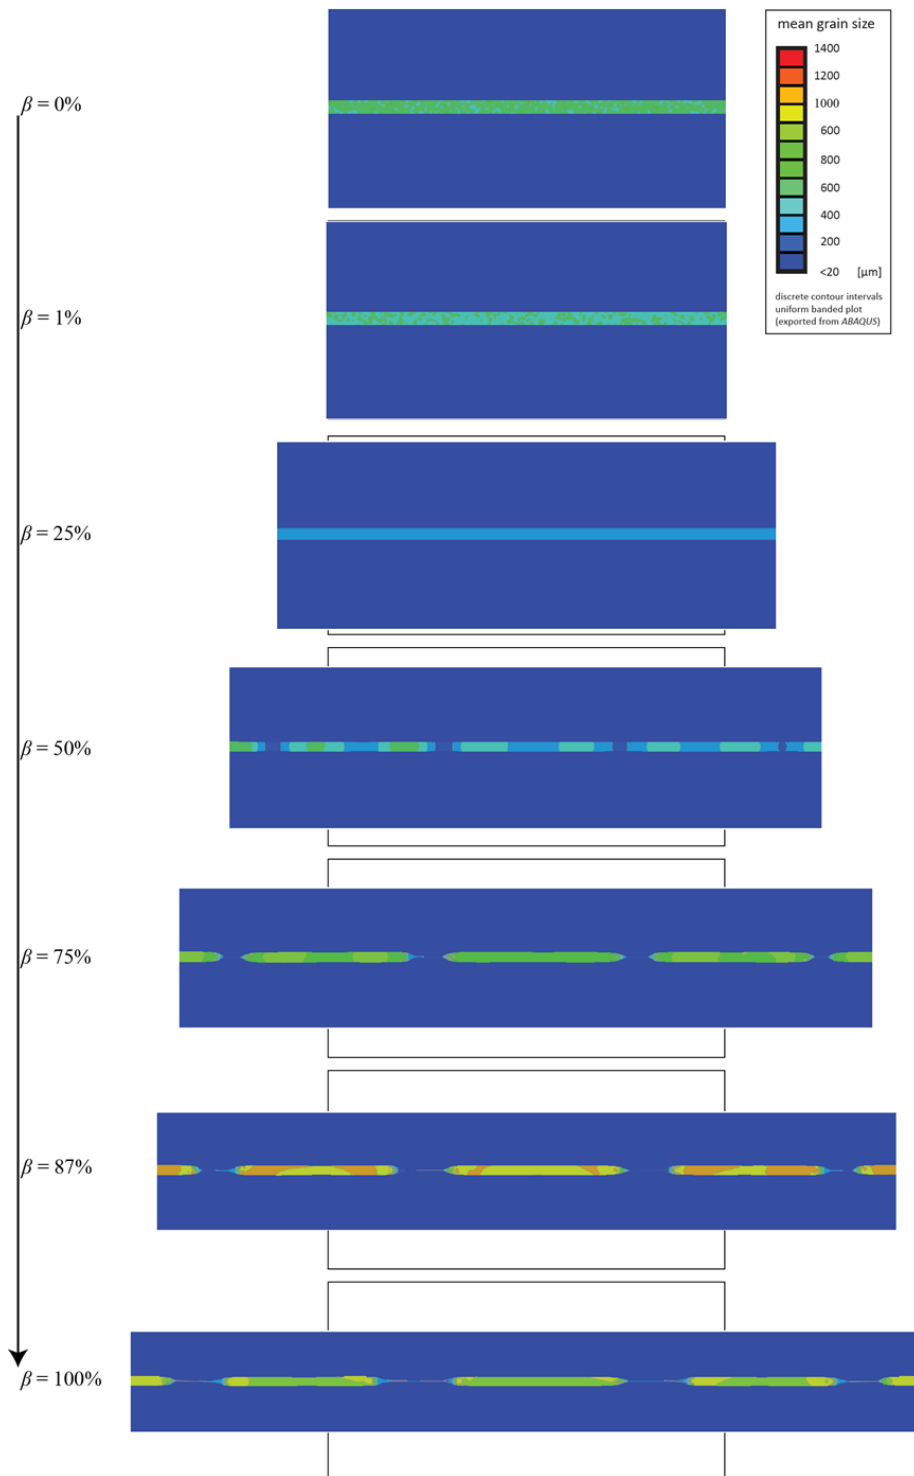 mean grain size
1400
1200
1000
600
800
600
400
200
<20 [µm]
discrete contour intervals
uniform banded plot
(exported from ABAQUS)
β = 0%
β = 1%
β = 25%
β = 50%
β = 75%
β = 87%
β = 100%